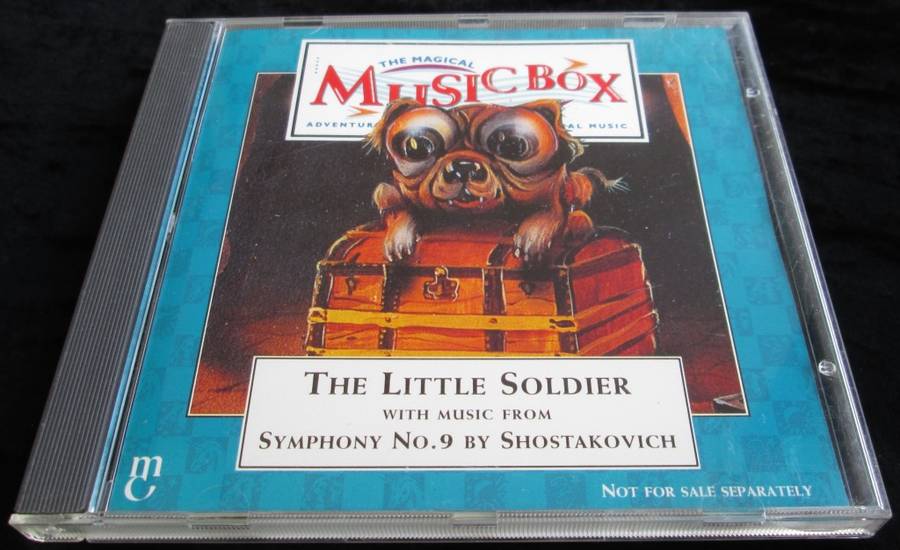 THE MAGICAL
MUSIC BOX
MUSIC
THE LITTLE SOLDIER
WITH MUSIC FROM
SYMPHONY NO.9 BY SHOSTAKOVICH
mc
NOT FOR SALE SEPARATELY